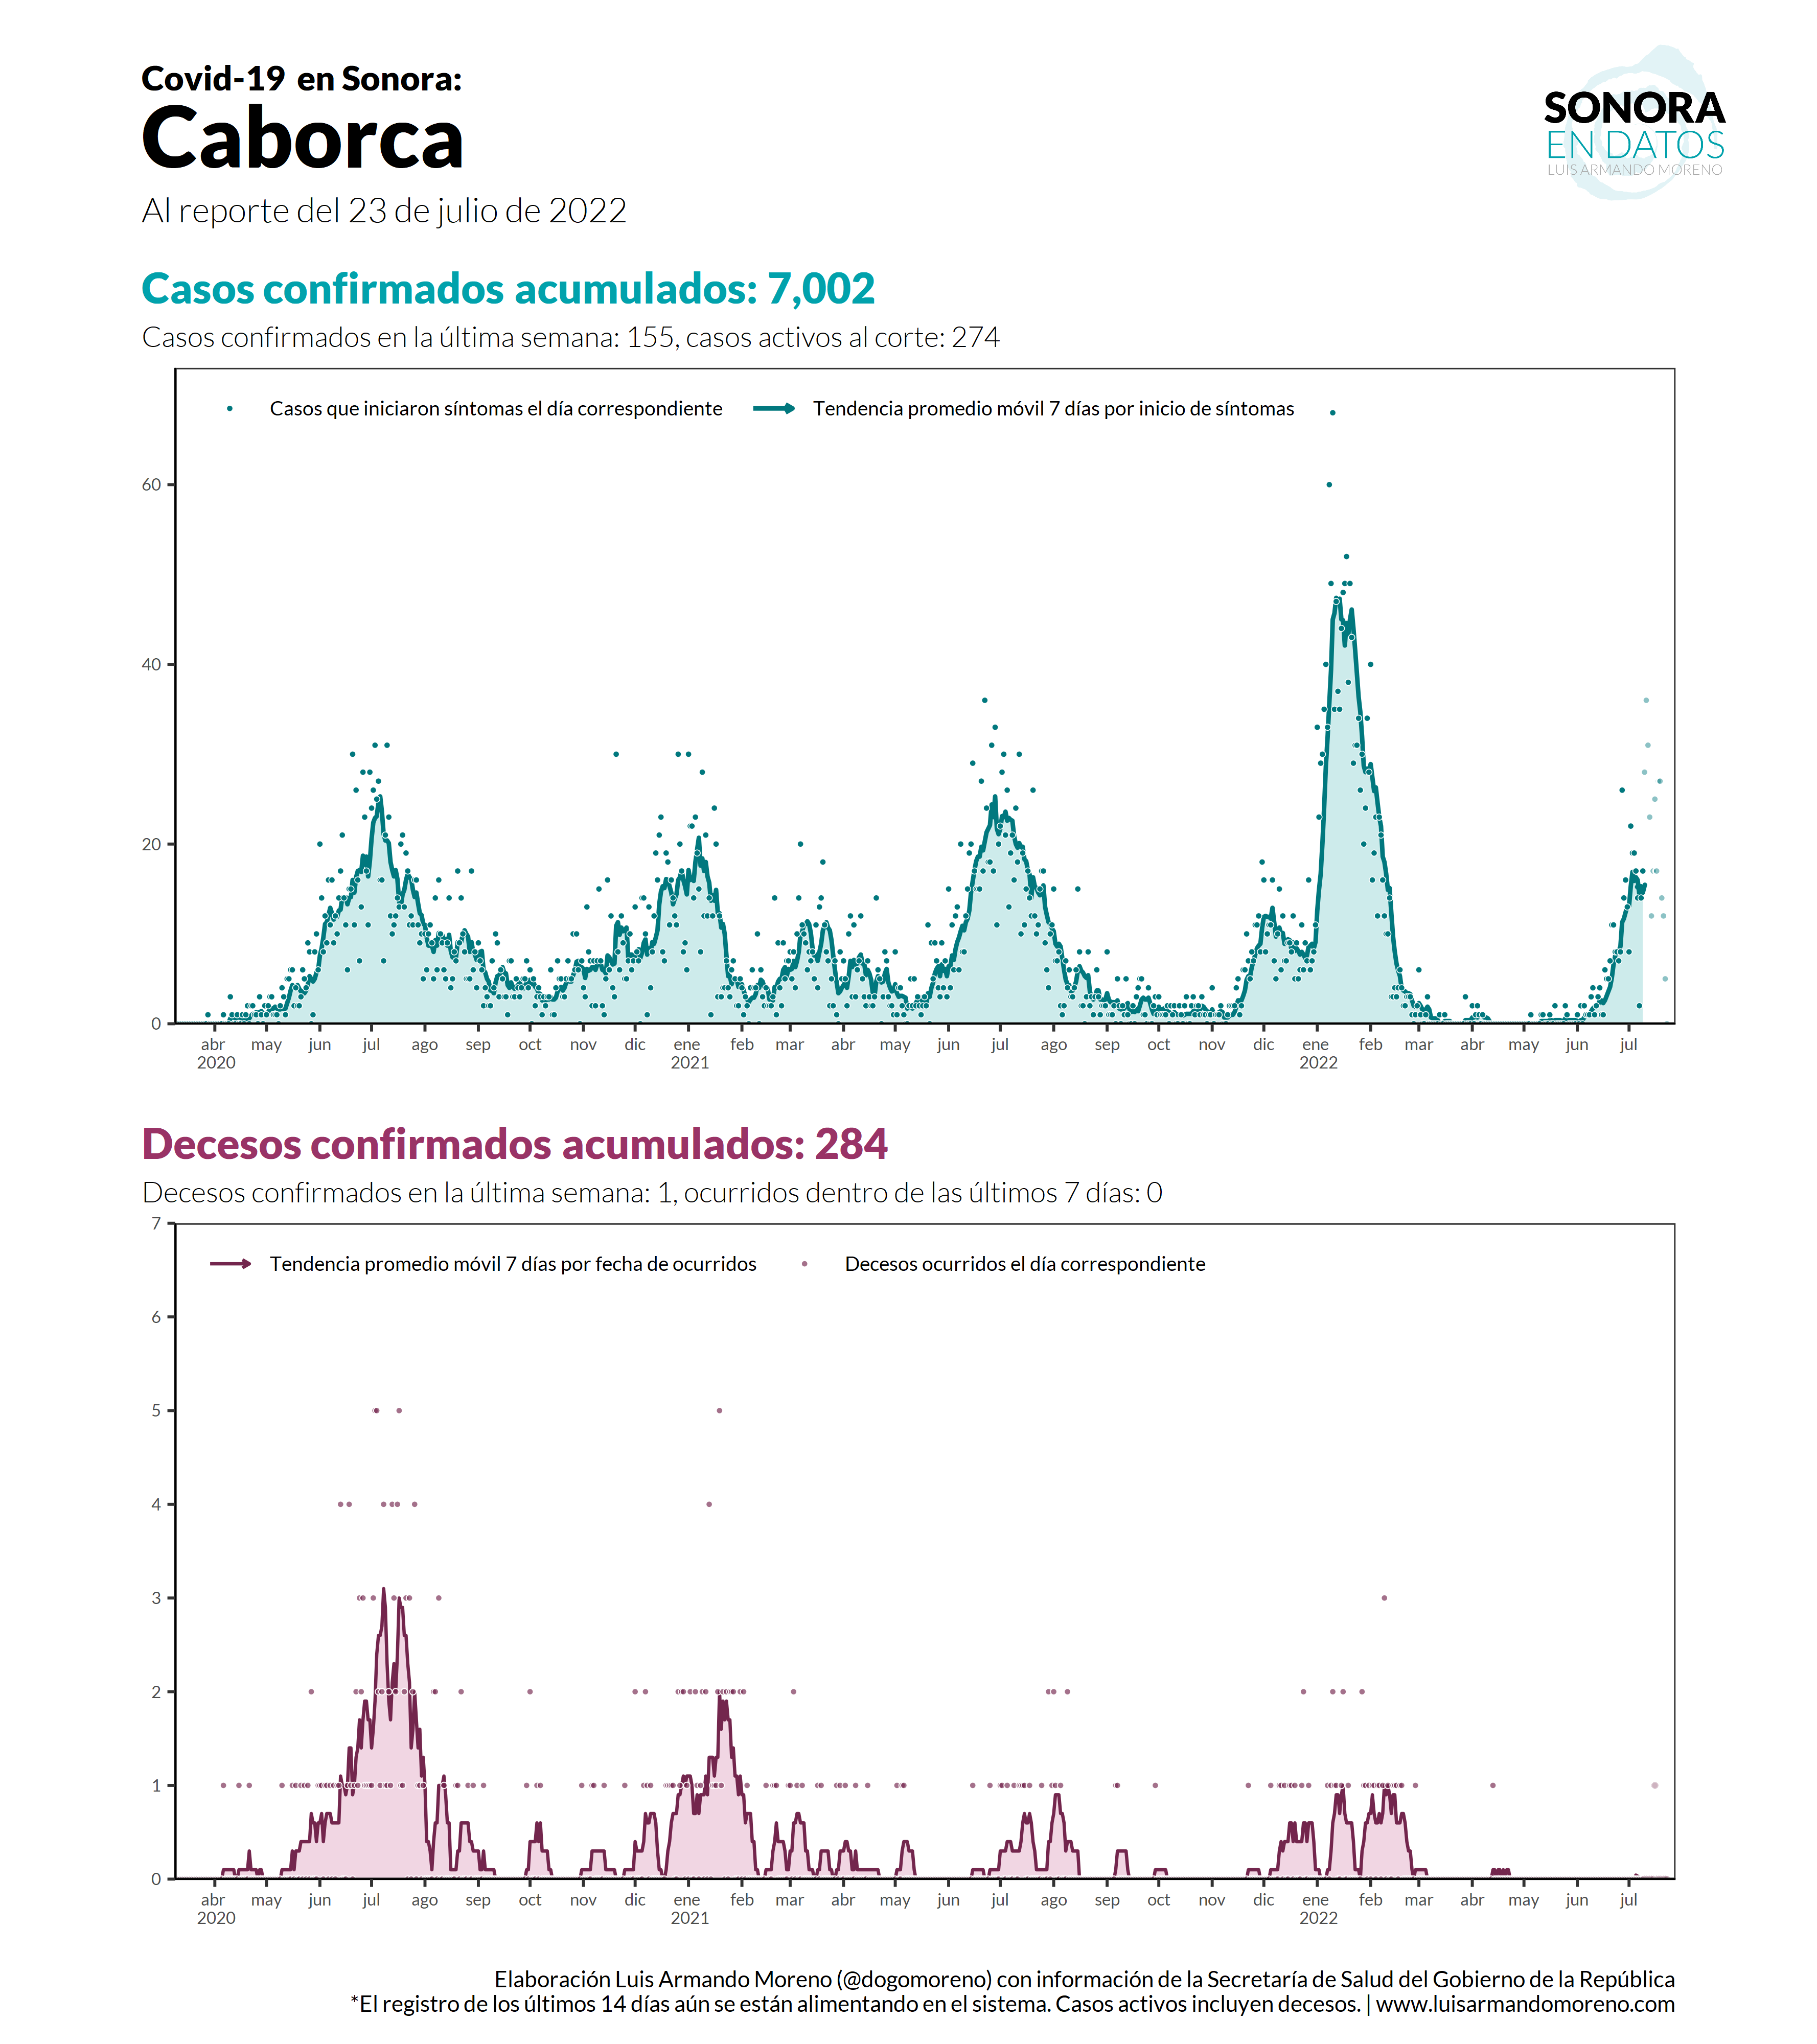 Covid-19 en Sonora:
Caborca
Al reporte del 23 de julio de 2022
SONORA
EN DATOS
LUIS ARMANDO MORENO
Casos confirmados acumulados: 7,002
Casos confirmados en la última semana: 155, casos activos al corte: 274
Casos que iniciaron síntomas el día correspondiente
Tendencia promedio móvil 7 días por inicio de síntomas
60
40
20
0
abr may jun jul ago sep oct nov dic ene feb mar abr may jun jul ago sep oct nov dic ene feb mar abr may jun jul
2020 2021 2022
Decesos confirmados acumulados: 284
Decesos confirmados en la última semana: 1, ocurridos dentro de las últimos 7 días: 0
7
Tendencia promedio móvil 7 días por fecha de ocurridos
Decesos ocurridos el día correspondiente
6
5
4
3
2
1
0
abr may jun jul ago sep oct nov dic ene feb mar abr may jun jul ago sep oct nov dic ene feb mar abr may jun jul
2020 2021 2022
Elaboración Luis Armando Moreno (@dogomoreno) con información de la Secretaría de Salud del Gobierno de la República
*El registro de los últimos 14 días aún se están alimentando en el sistema. Casos activos incluyen decesos. | www.luisarmandomoreno.com